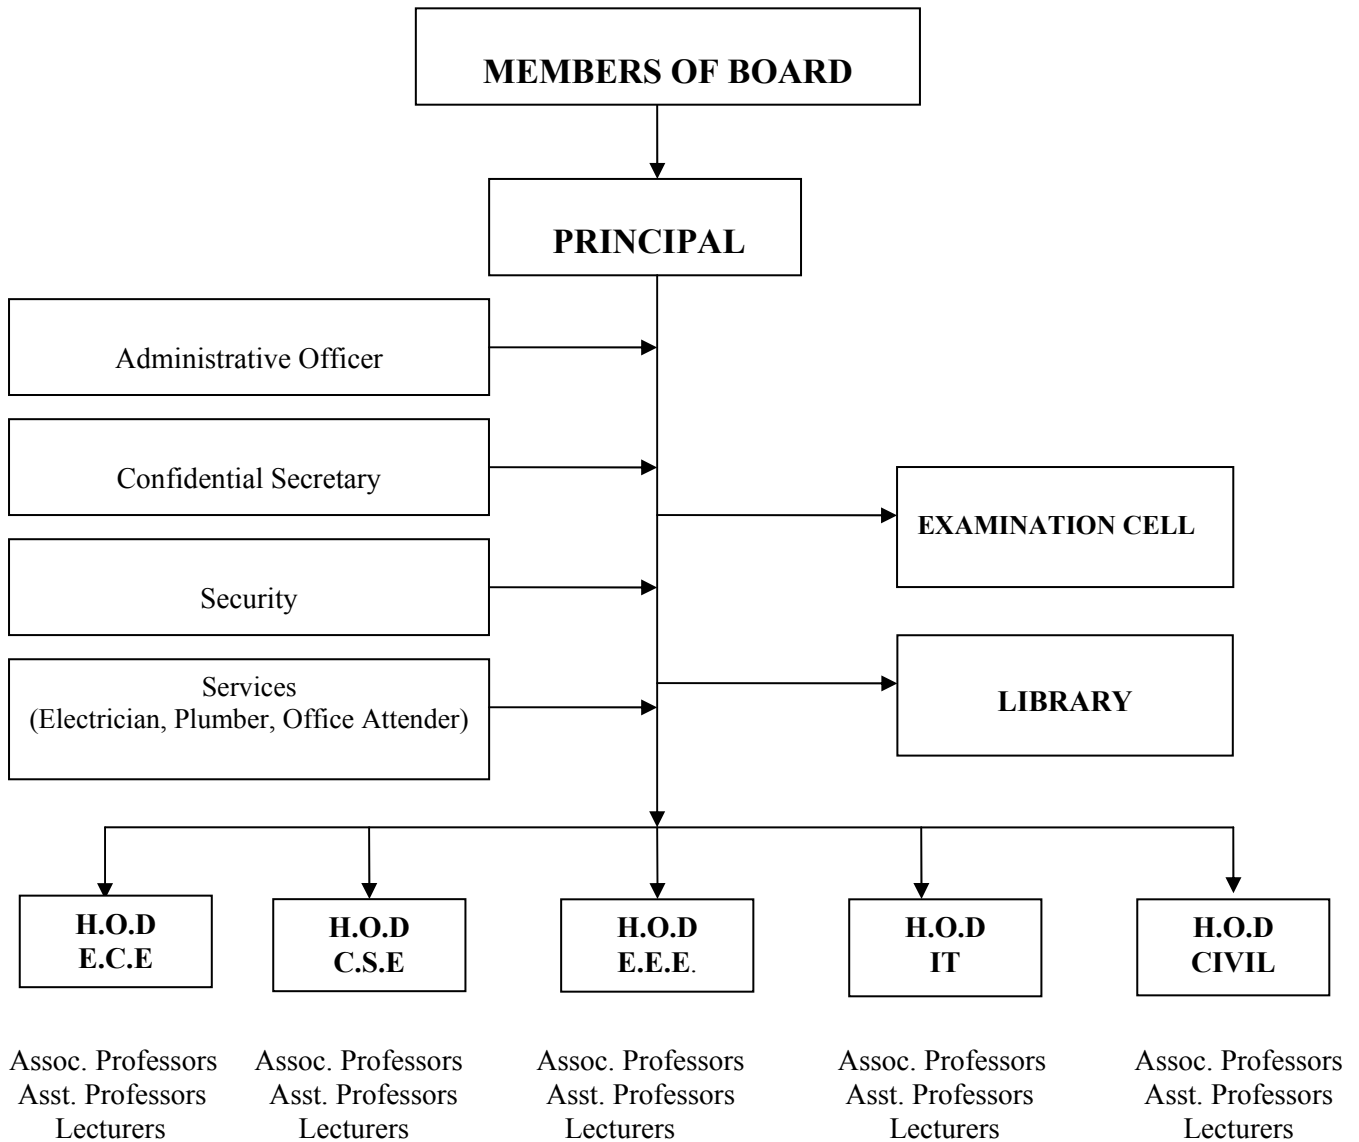 MEMBERS OF BOARD
PRINCIPAL
Administrative Officer
Confidential Secretary
EXAMINATION CELL
Security
Services
(Electrician, Plumber, Office Attender)
LIBRARY
H.O.D
E.C.E
H.O.D
C.S.E
H.O.D
E.E.E.
H.O.D
IT
H.O.D
CIVIL
Assoc. Professors
Asst. Professors
Lecturers
Assoc. Professors
Asst. Professors
Lecturers
Assoc. Professors
Asst. Professors
Lecturers
Assoc. Professors
Asst. Professors
Lecturers
Assoc. Professors
Asst. Professors
Lecturers